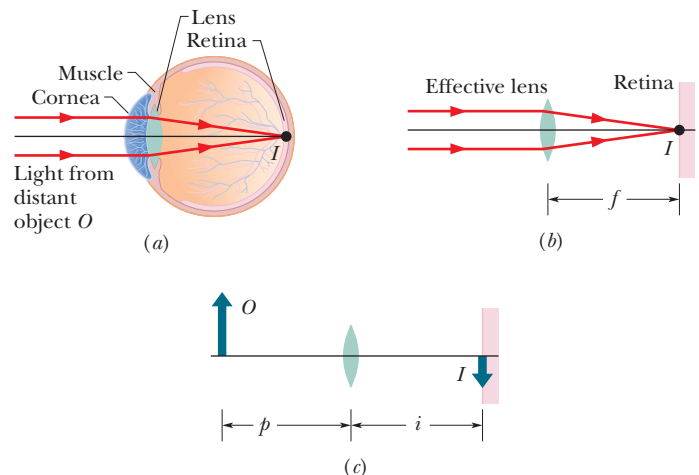 Lens
Retina
Muscle
Cornea
I
Light from
distant
object O
(a)
Effective lens
Retina
I
f
(b)
O
I
p
i
(c)